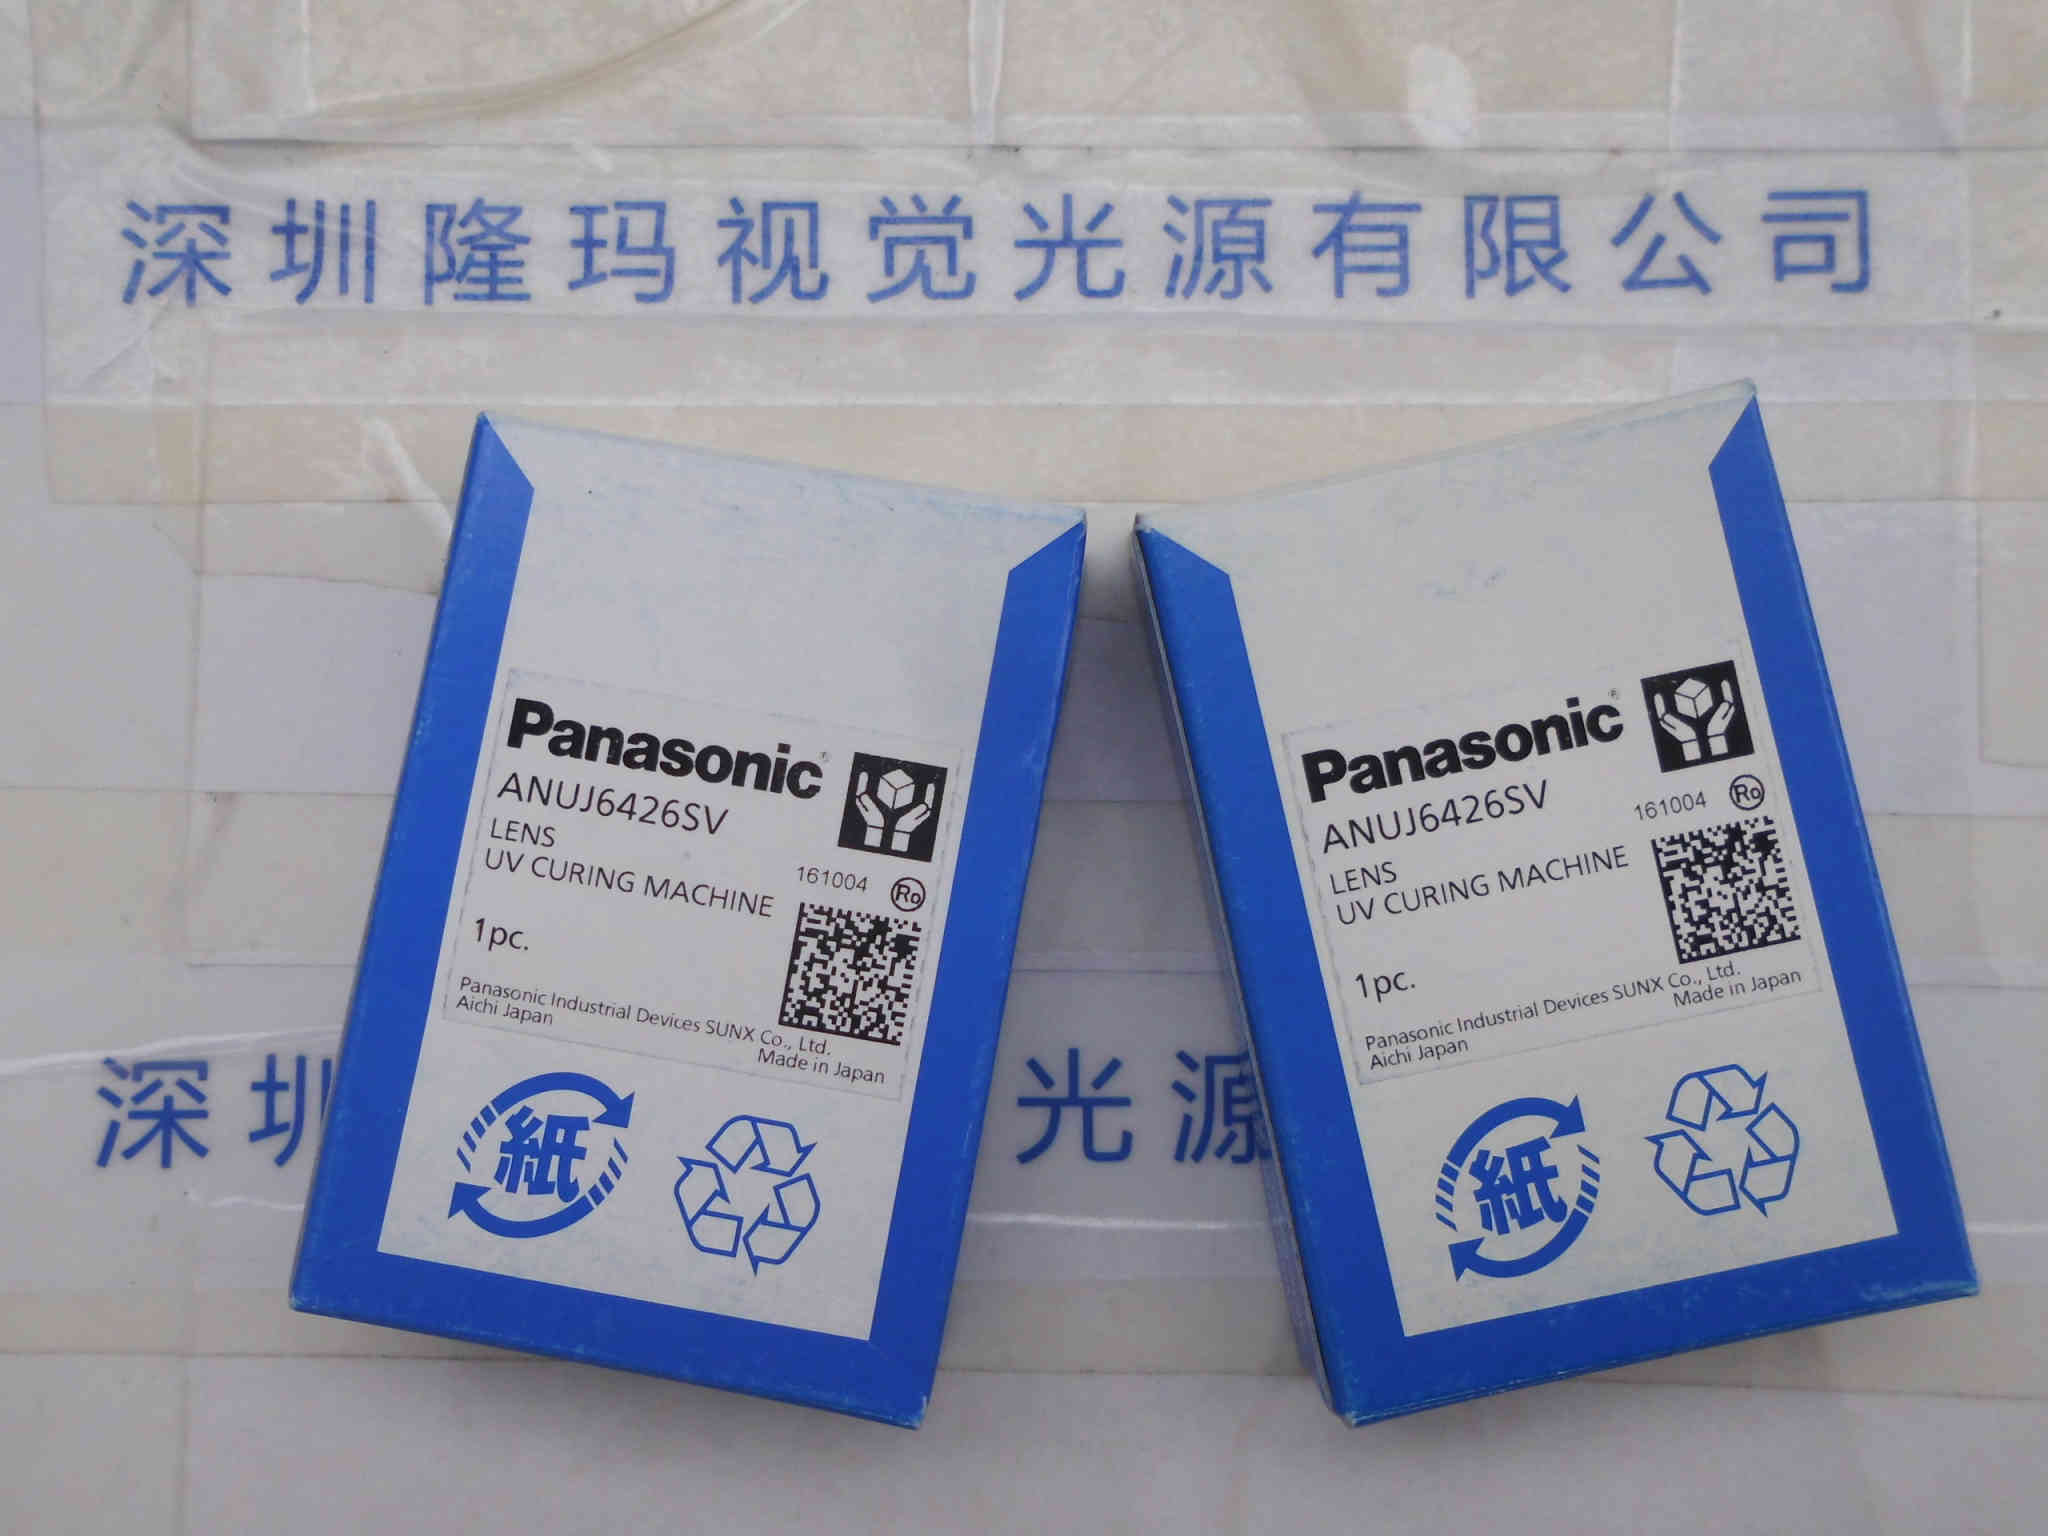 深圳隆玛视觉光源有限公司
Panasonic®
ANUJ6426SV
LENS
UV CURING MACHINE
161004 Ro
1pc.
Panasonic Industrial Devices SUNX Co., Ltd.
Aichi Japan
Made in Japan
紙
Panasonic®
ANUJ6426SV
LENS
UV CURING MACHINE
161004 Ro
1pc.
Panasonic Industrial Devices SUNX Co., Ltd.
Aichi Japan
Made in Japan
紙
深圳 光源